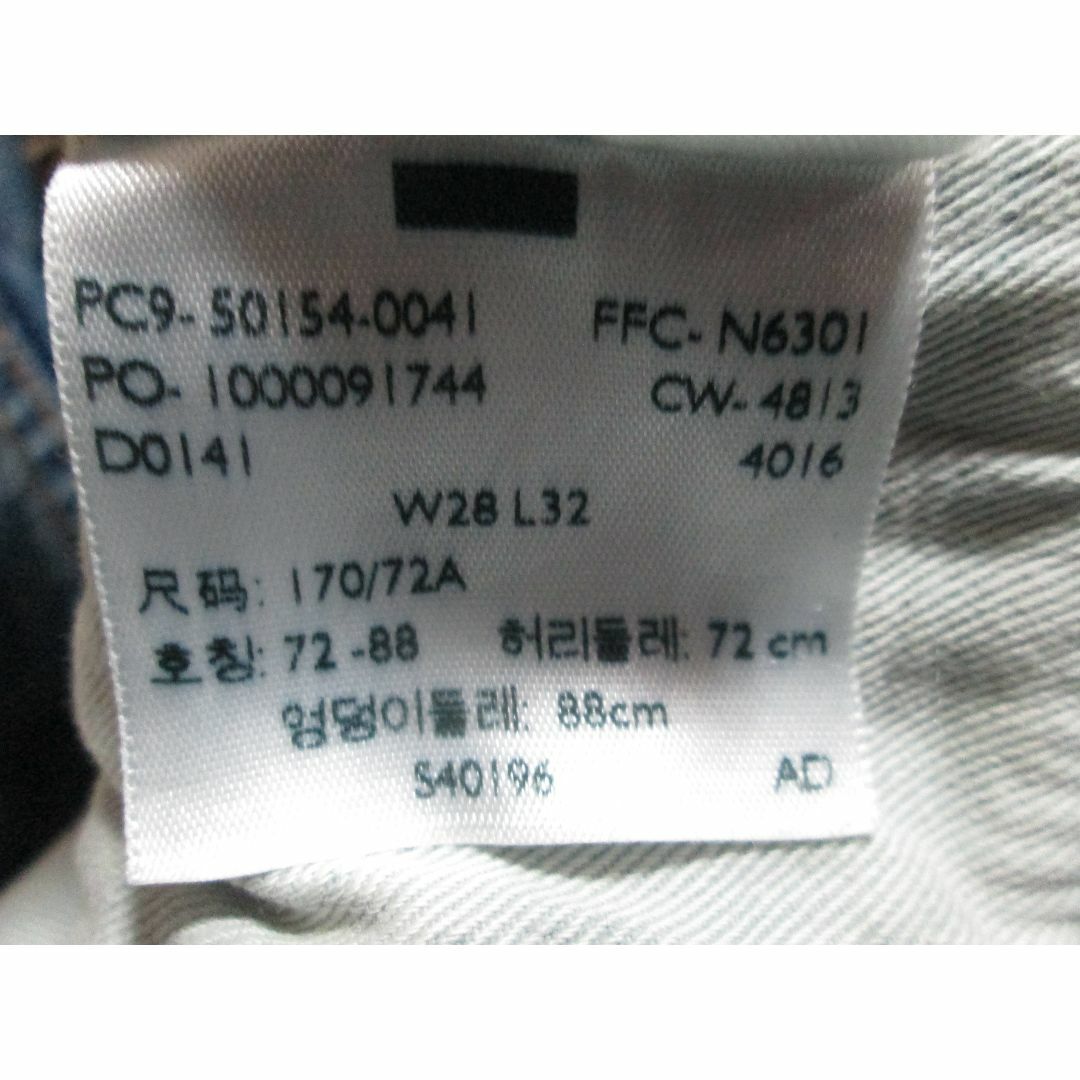 PC9- 50154-0041 FFC- N6301
PO- 1000091744 CW- 4813
D0141 4016
W28 L32
尺码: 170/72A
호칭: 72 -88 허리둘레: 72 cm
엉덩이둘레: 88cm
S40196 AD